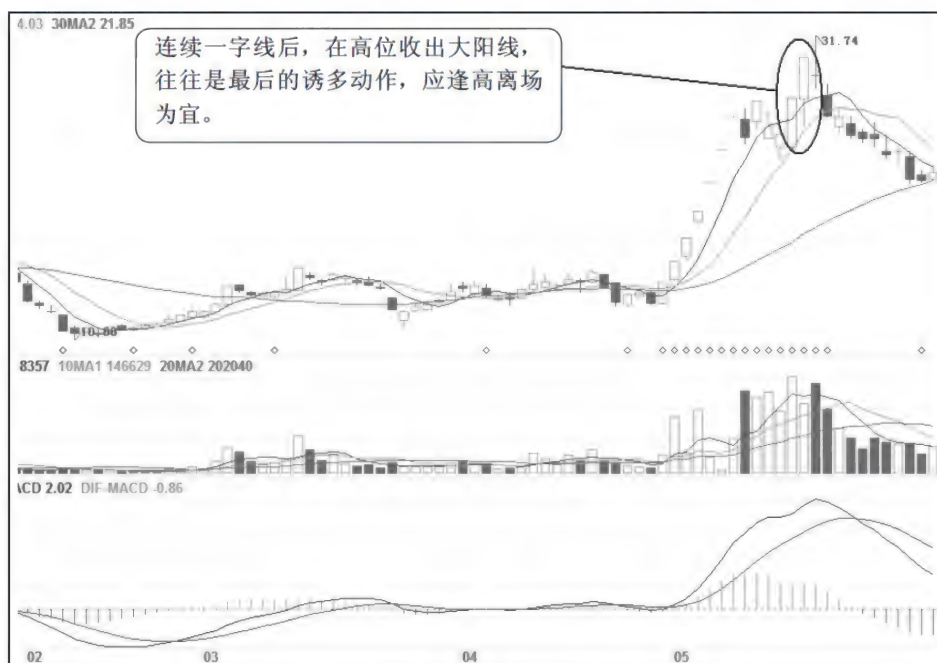 4.03 30MA2 21.85
连续一字线后，在高位收出大阳线，
往往是最后的诱多动作，应逢高离场
为宜。
31.74
8357 10MA1 146629 20MA2 202040
ACD 2.02 DIF-MACD -0.86
02 03 04 05